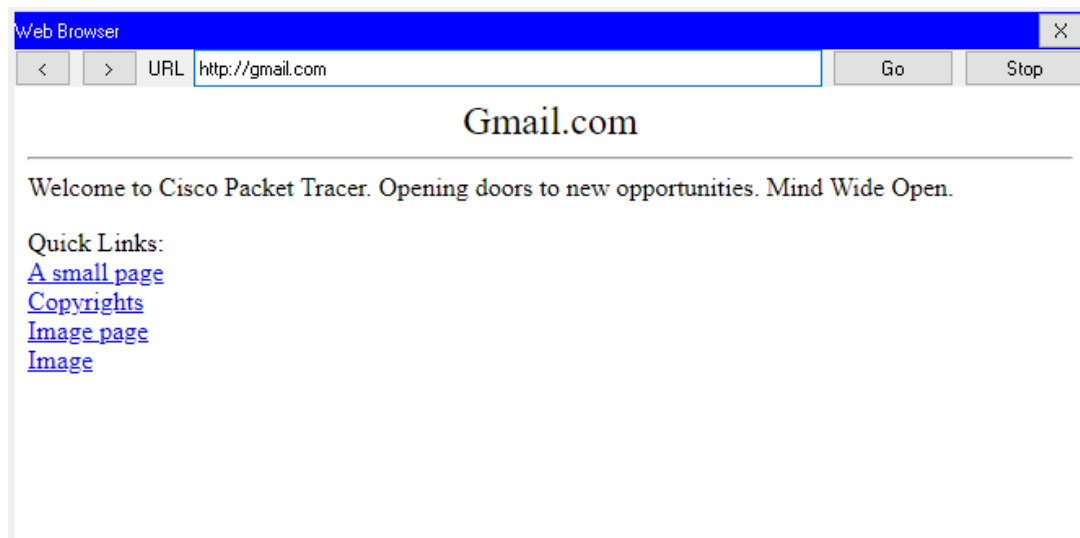 Web Browser X
< > URL http://gmail.com Go Stop
Gmail.com
Welcome to Cisco Packet Tracer. Opening doors to new opportunities. Mind Wide Open.
Quick Links:
A small page
Copyrights
Image page
Image